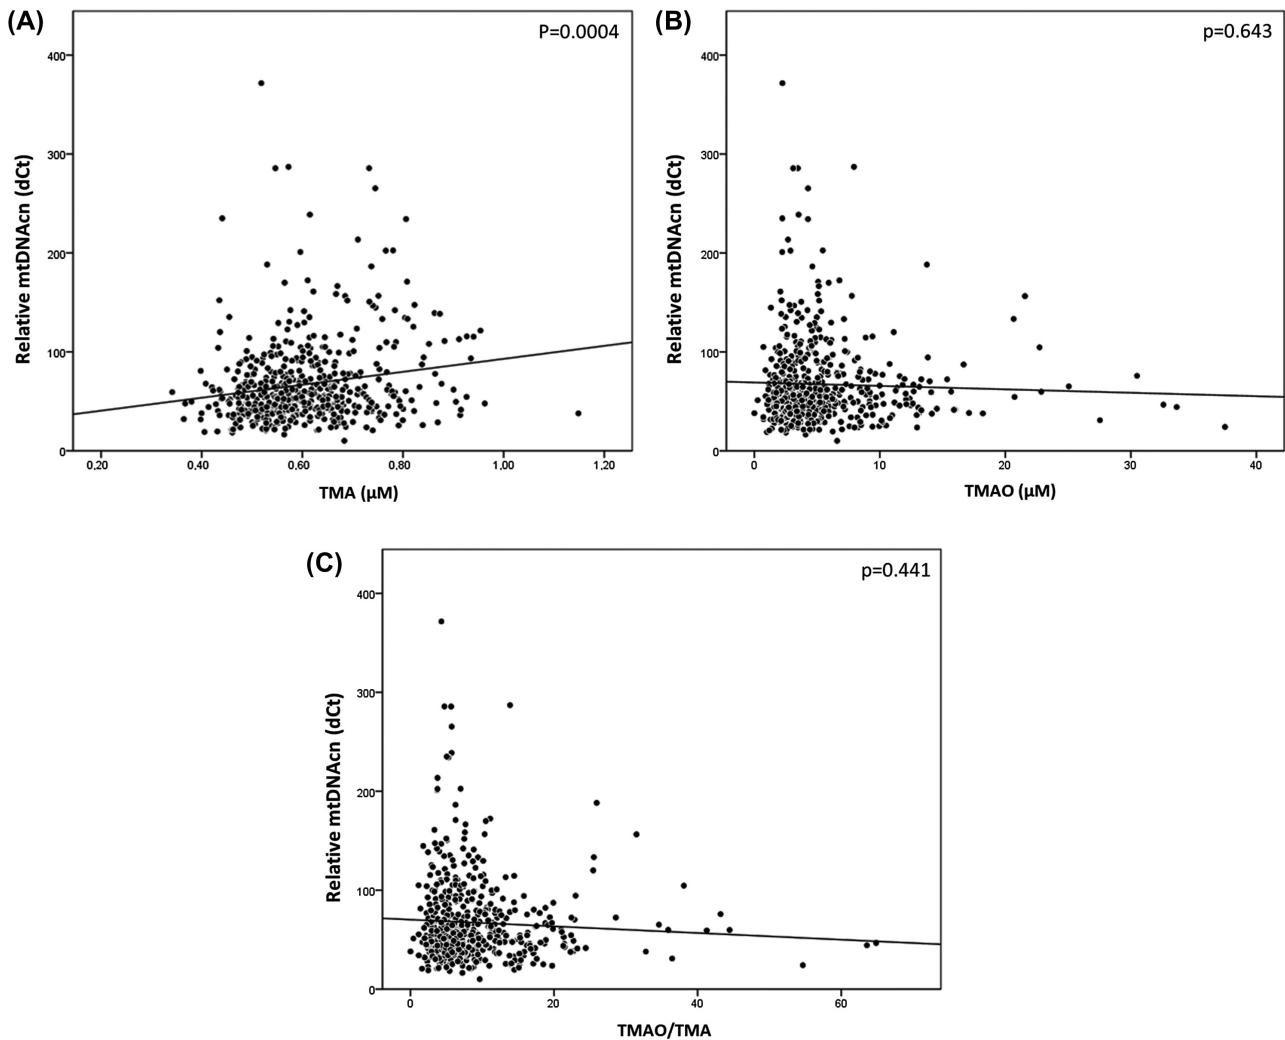 (A)
P=0.0004
Relative mtDNAcn (dCt)
400
300
200
100
0
0,20 0,40 0,60 0,80 1,00 1,20
TMA (μM)
(B)
p=0.643
Relative mtDNAcn (dCt)
400
300
200
100
0
0 10 20 30 40
TMAO (μM)
(C)
p=0.441
Relative mtDNAcn (dCt)
400
300
200
100
0
0 20 40 60
TMAO/TMA